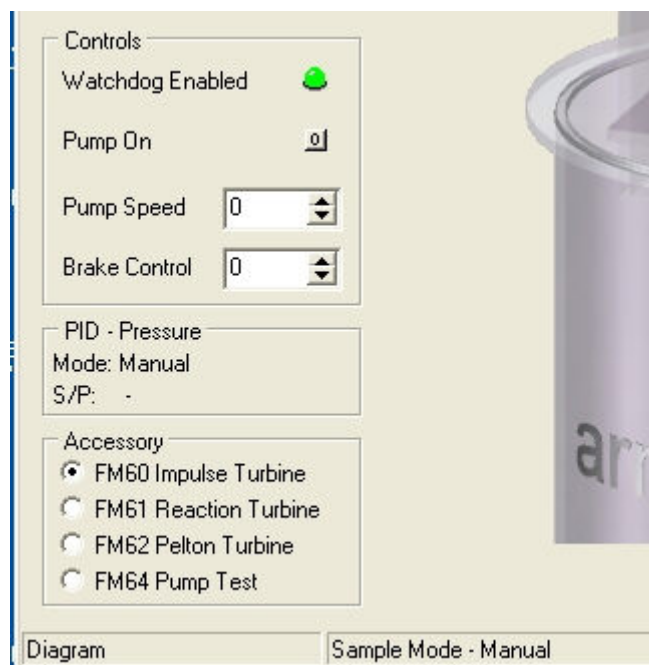 Controls
Watchdog Enabled
Pump On 0
Pump Speed 0
Brake Control 0
PID - Pressure
Mode: Manual
S/P: -
Accessory
FM60 Impulse Turbine
FM61 Reaction Turbine
FM62 Pelton Turbine
FM64 Pump Test
Diagram
Sample Mode - Manual